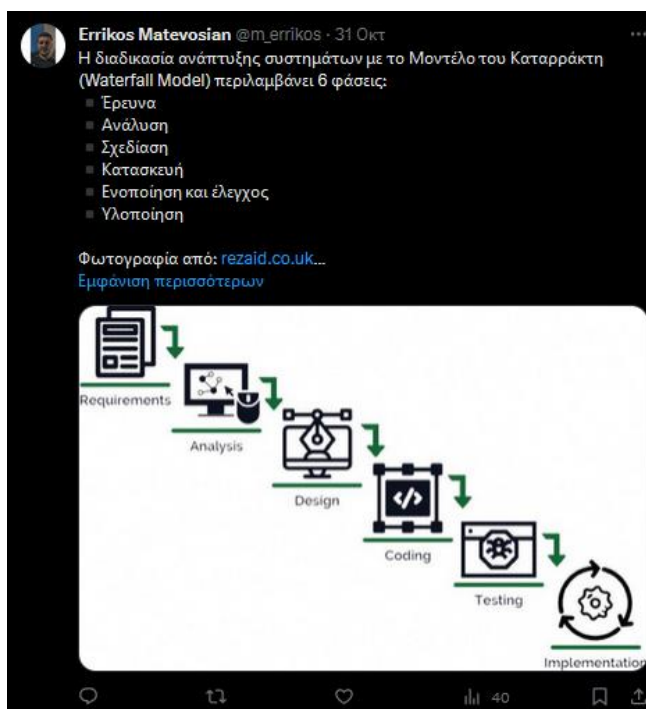 Errikos Matevosian @m_errikos · 31 Οκτ
Η διαδικασία ανάπτυξης συστημάτων με το Μοντέλο του Καταρράκτη
(Waterfall Model) περιλαμβάνει 6 φάσεις:
Έρευνα
Ανάλυση
Σχεδίαση
Κατασκευή
Ενοποίηση και έλεγχος
Υλοποίηση
Φωτογραφία από: rezaid.co.uk...
Εμφάνιση περισσότερων
Requirements
Analysis
Design
Coding
Testing
Implementation
40